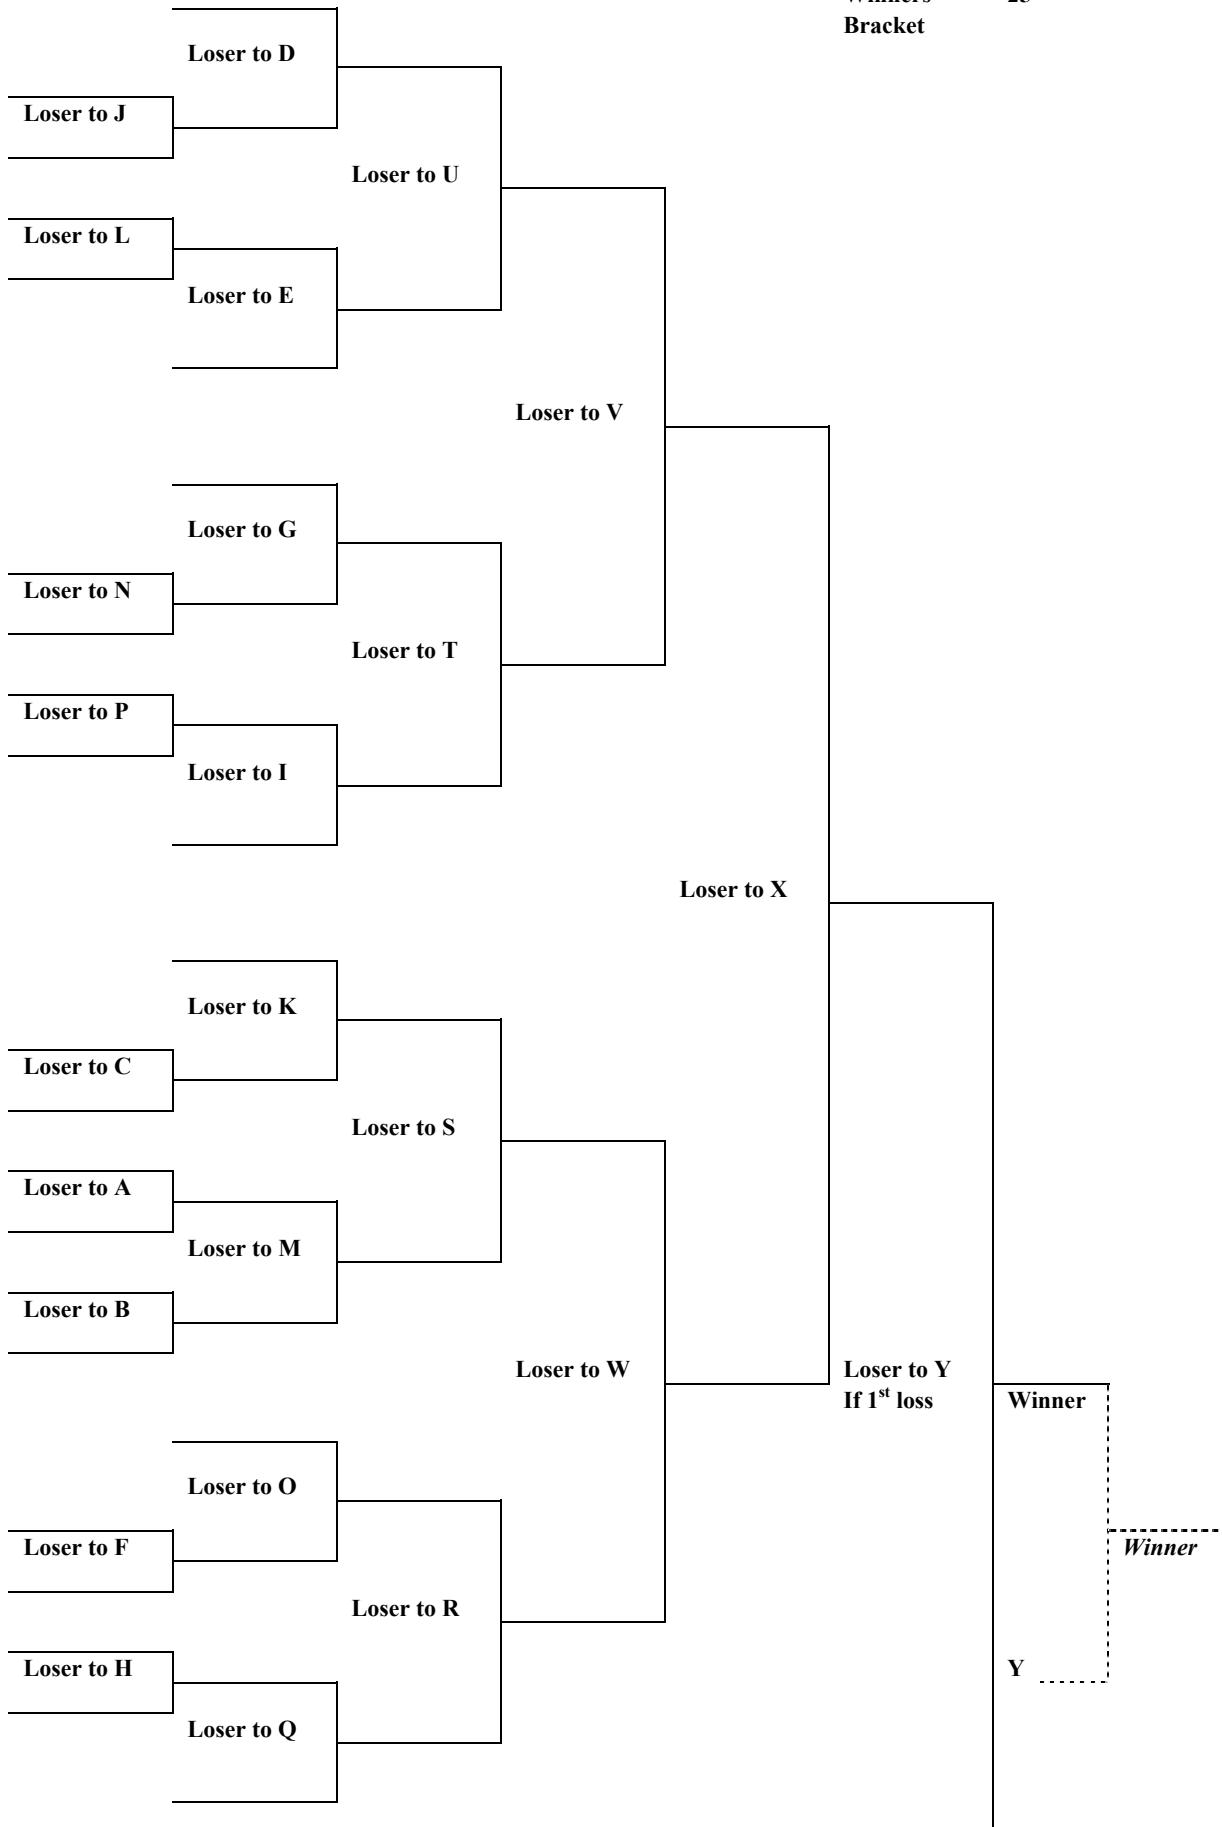 Bracket
Loser to D
Loser to J
Loser to U
Loser to L
Loser to E
Loser to V
Loser to G
Loser to N
Loser to T
Loser to P
Loser to I
Loser to X
Loser to K
Loser to C
Loser to S
Loser to A
Loser to M
Loser to B
Loser to W
Loser to Y
If 1st loss
Winner
Loser to O
Loser to F
Winner
Loser to R
Loser to H
Y
Loser to Q